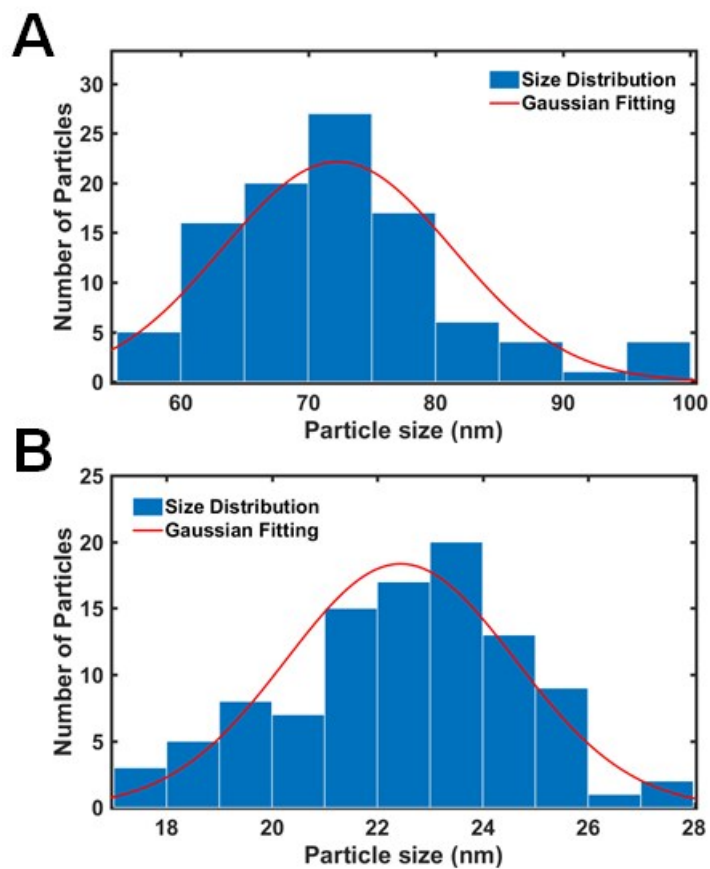 A
Number of Particles
30
25
20
15
10
5
0
Size Distribution
Gaussian Fitting
60 70 80 90 100
Particle size (nm)
B
Number of Particles
25
20
15
10
5
0
Size Distribution
Gaussian Fitting
18 20 22 24 26 28
Particle size (nm)